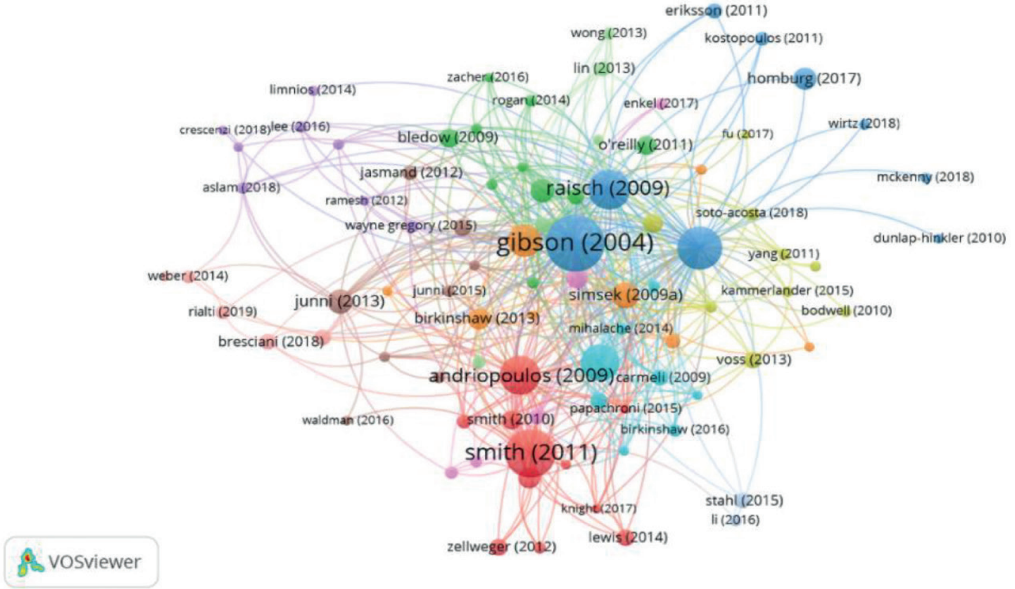 eriksson (2011)
wong (2013)
kostopoulos (2011)
lin (2013)
zacher (2016)
homburg (2017)
limnios (2014)
rogan (2014)
enkel (2017)
crescenzi (2018)
lee (2016)
bledow (2009)
wirtz (2018)
fu (2017)
o'reilly (2011)
jasmand (2012)
mckenny (2018)
aslam (2018)
raisch (2009)
ramesh (2012)
soto-acosta (2018)
wayne gregory (2015)
dunlap-hinkler (2010)
gibson (2004)
yang (2011)
weber (2014)
junni (2015)
kammerlander (2015)
simsek (2009a)
junni (2013)
rialti (2019)
bodwell (2010)
birkinshaw (2013)
mihalache (2014)
bresciani (2018)
voss (2013)
andriopoulos (2009)
carmeli (2009)
papachroni (2015)
waldman (2016)
smith (2010)
birkinshaw (2016)
smith (2011)
stahl (2015)
knight (2017)
li (2016)
lewis (2014)
zellweger (2012)
VOSviewer